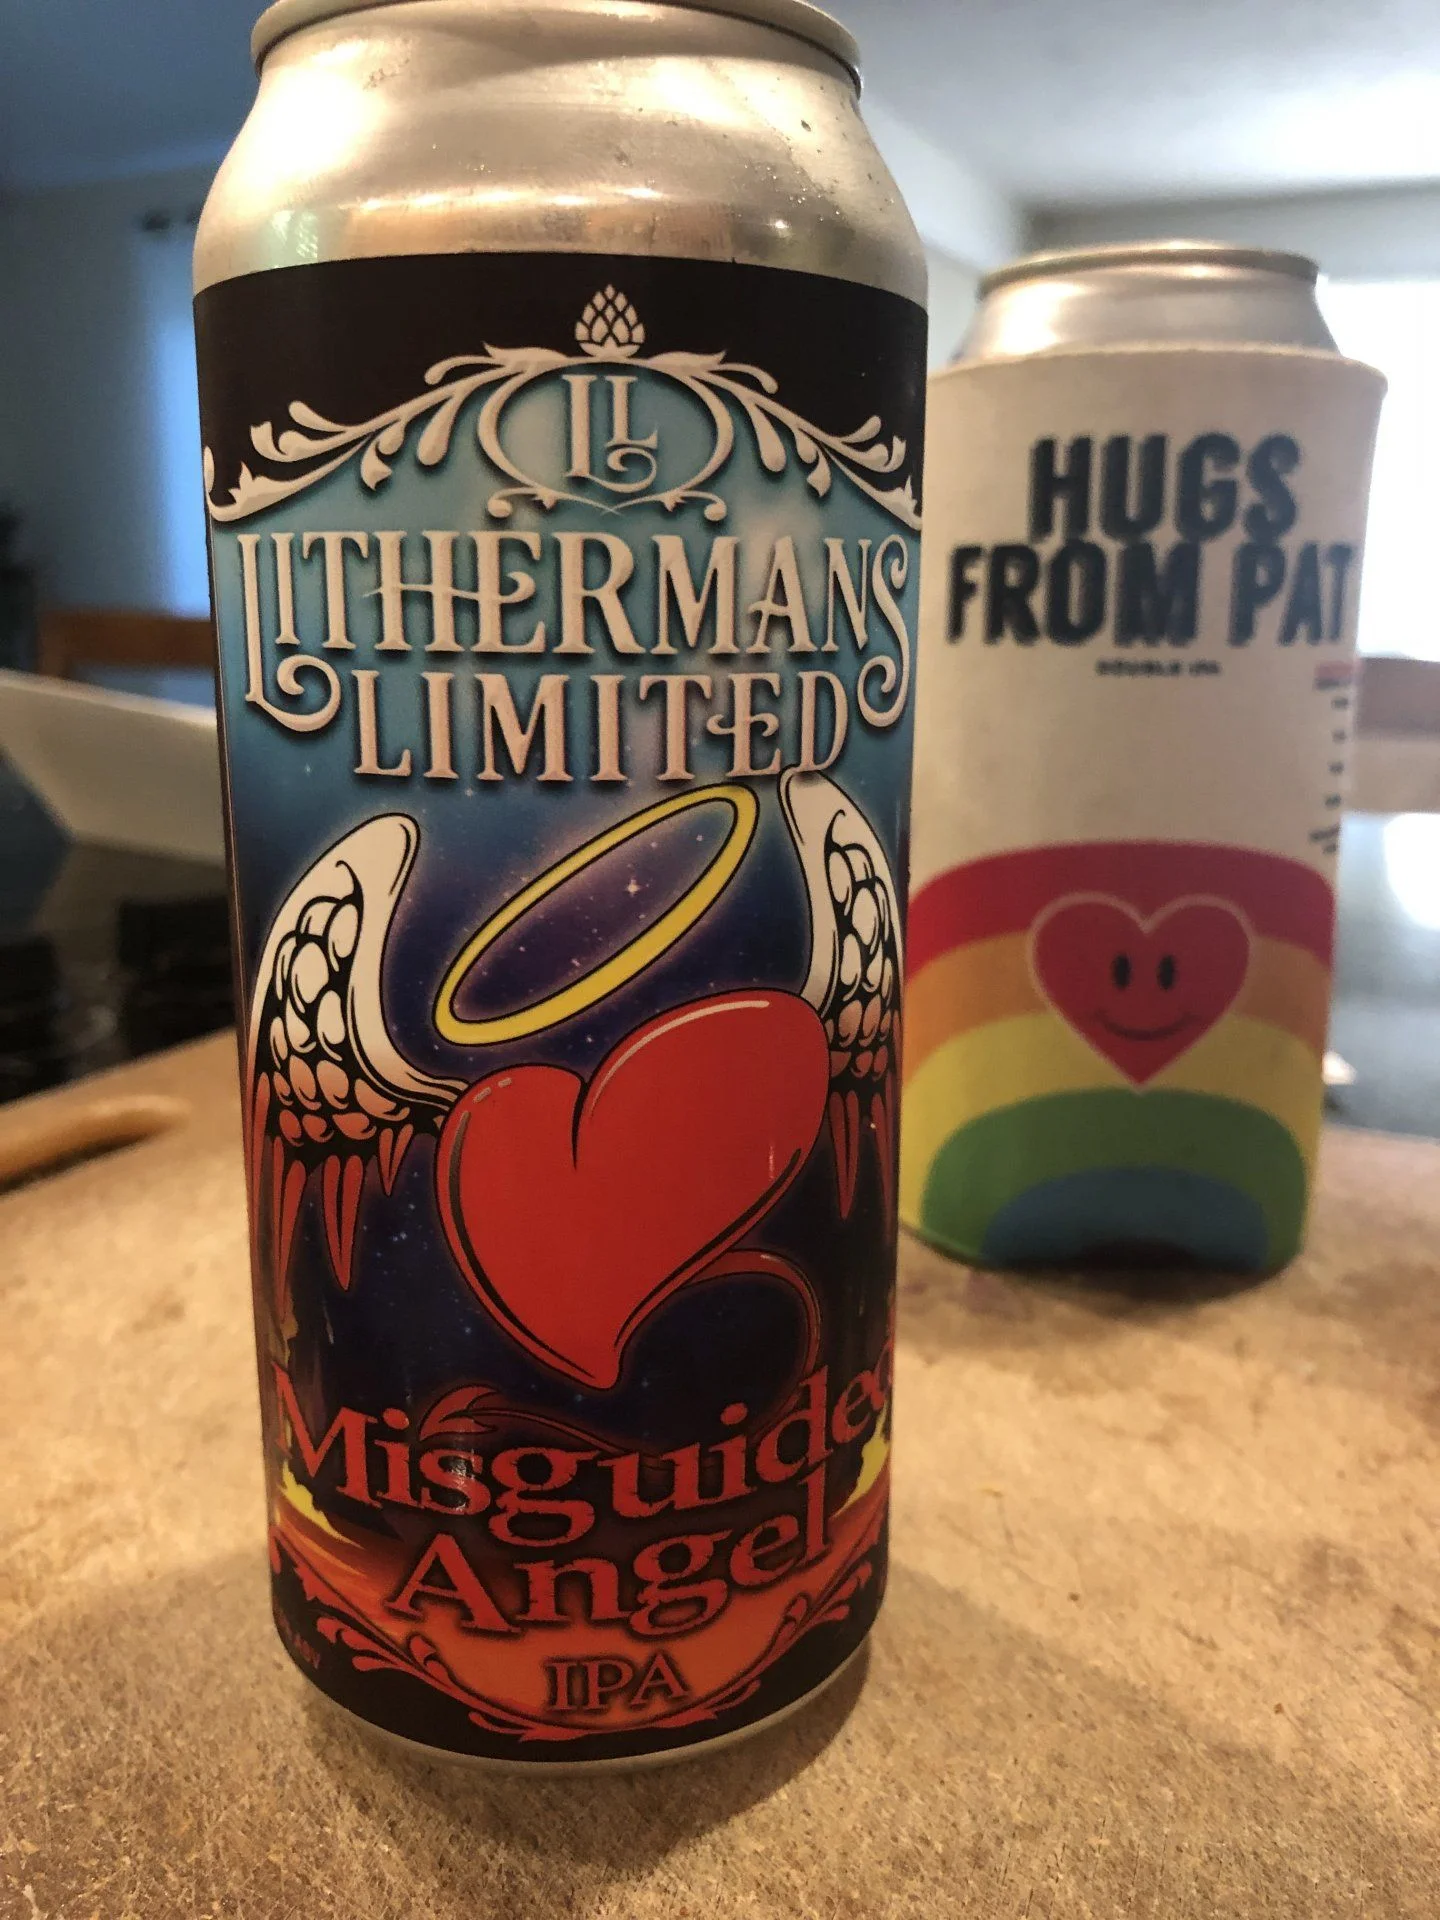 LL
LITHERMANS
LIMITED
Misguided
Angel
IPA
HUGS
FROM PAT
DOUBLE IPA